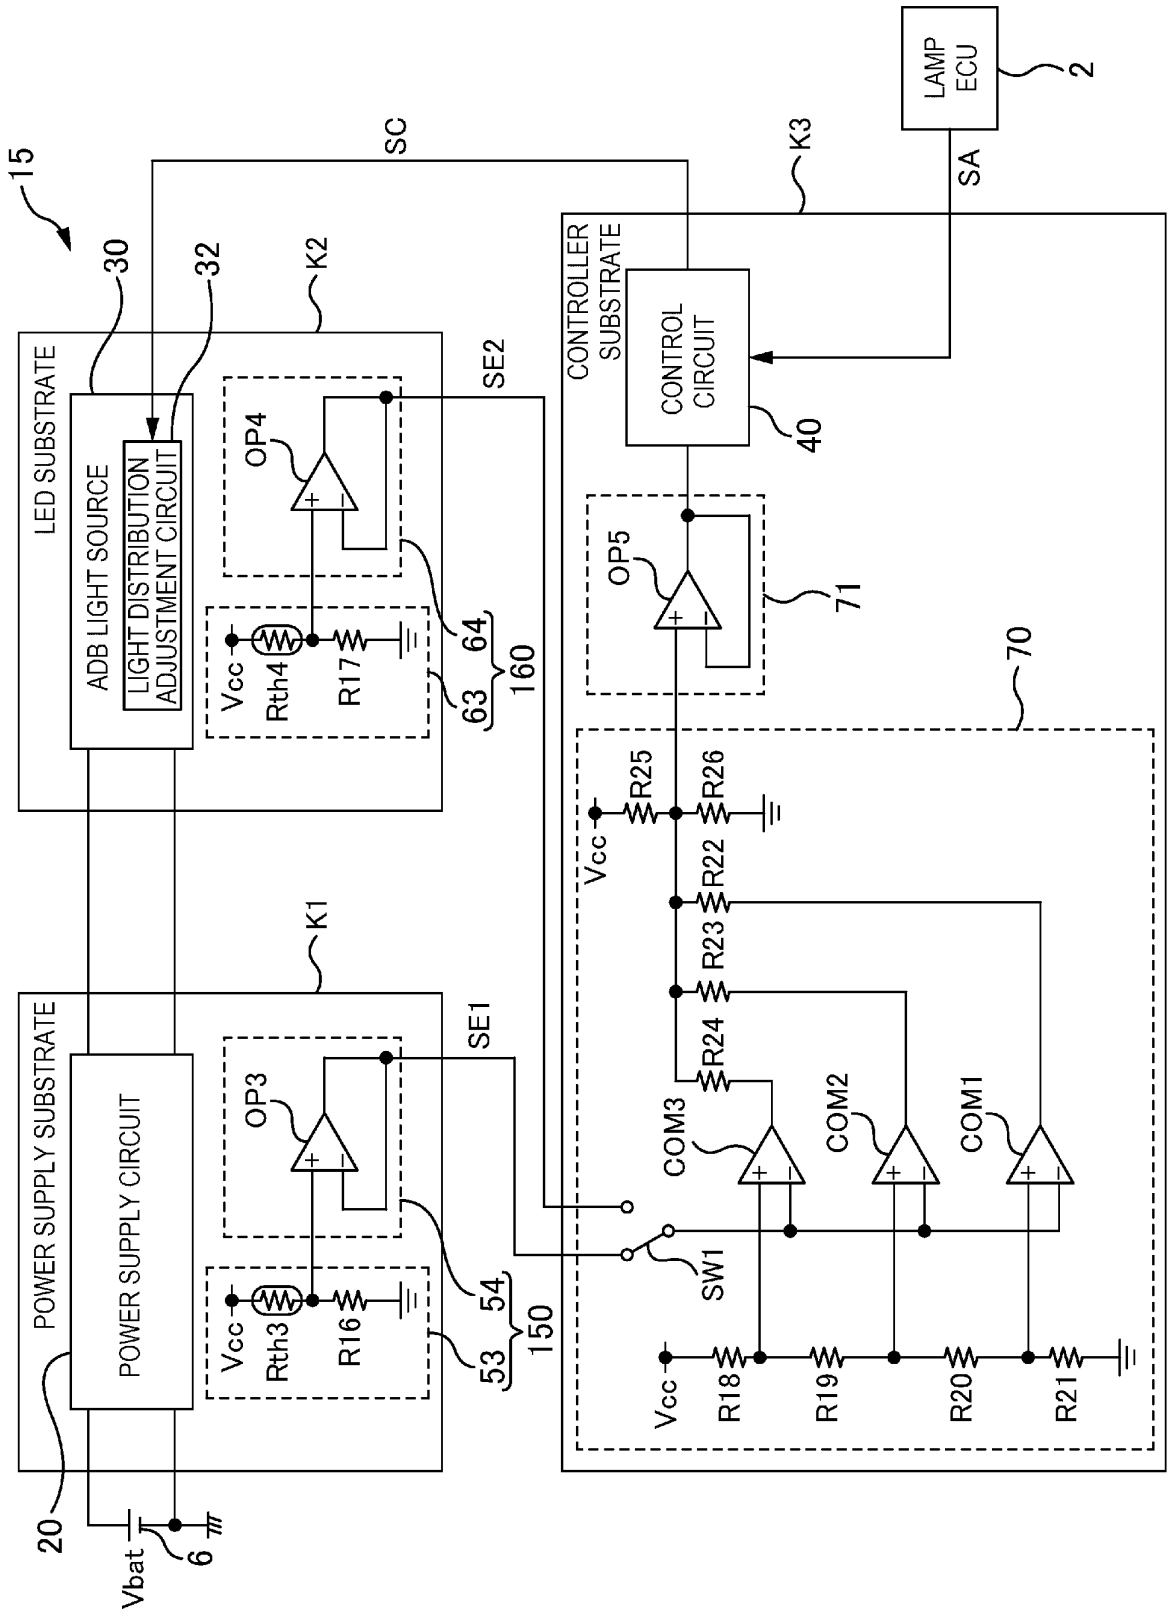 15
POWER SUPPLY SUBSTRATE
POWER SUPPLY CIRCUIT
20
Vbat
6
K1
Vcc
Rth3
R16
53
54
150
OP3
+
−
SE1
LED SUBSTRATE
ADB LIGHT SOURCE
LIGHT DISTRIBUTION
ADJUSTMENT CIRCUIT
30
32
K2
Vcc
Rth4
R17
63
64
160
OP4
+
−
SE2
SC
CONTROLLER
SUBSTRATE
K3
CONTROL
CIRCUIT
40
LAMP
ECU
2
SA
OP5
+
−
71
70
Vcc
R25
R26
R22
R23
R24
COM3
+
−
COM2
+
−
COM1
+
−
SW1
Vcc
R18
R19
R20
R21